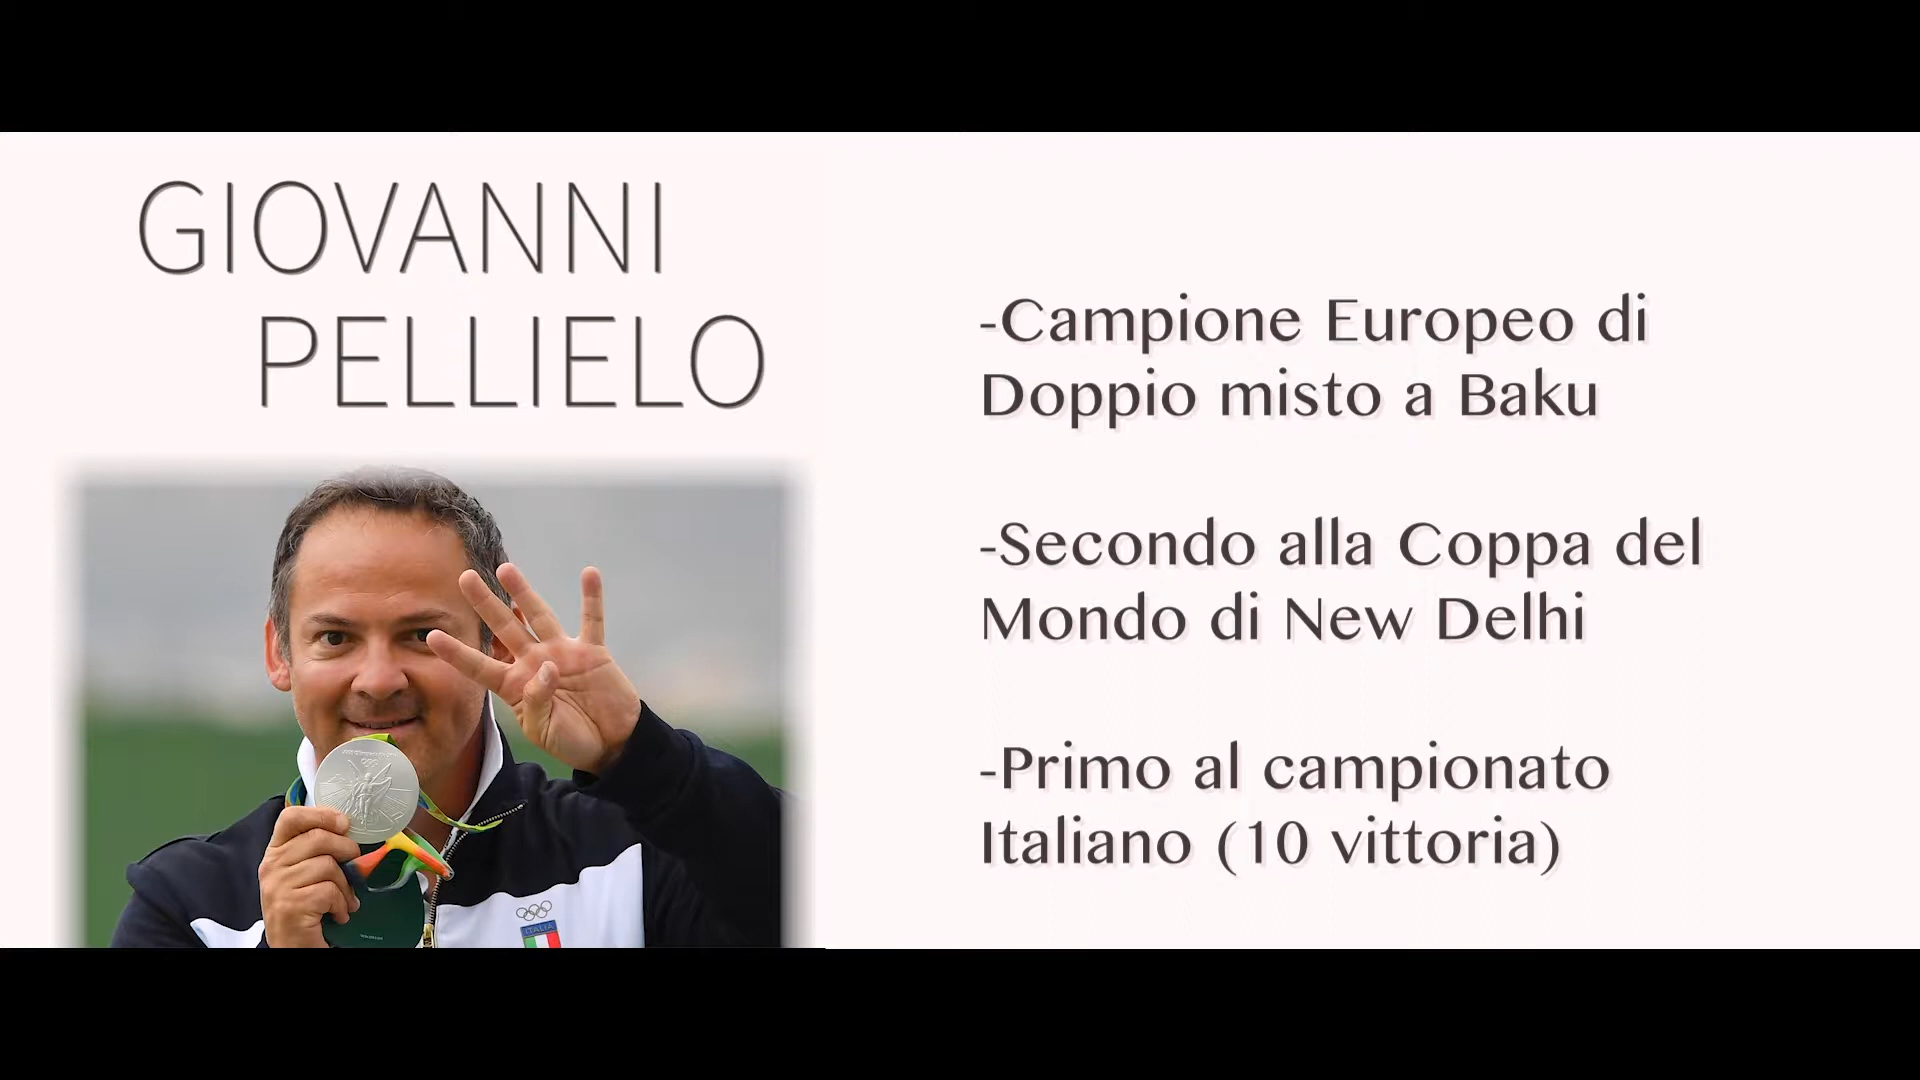 GIOVANNI
PELLIELO
-Campione Europeo di
Doppio misto a Baku
-Secondo alla Coppa del
Mondo di New Delhi
-Primo al campionato
Italiano (10 vittoria)
ITALIA